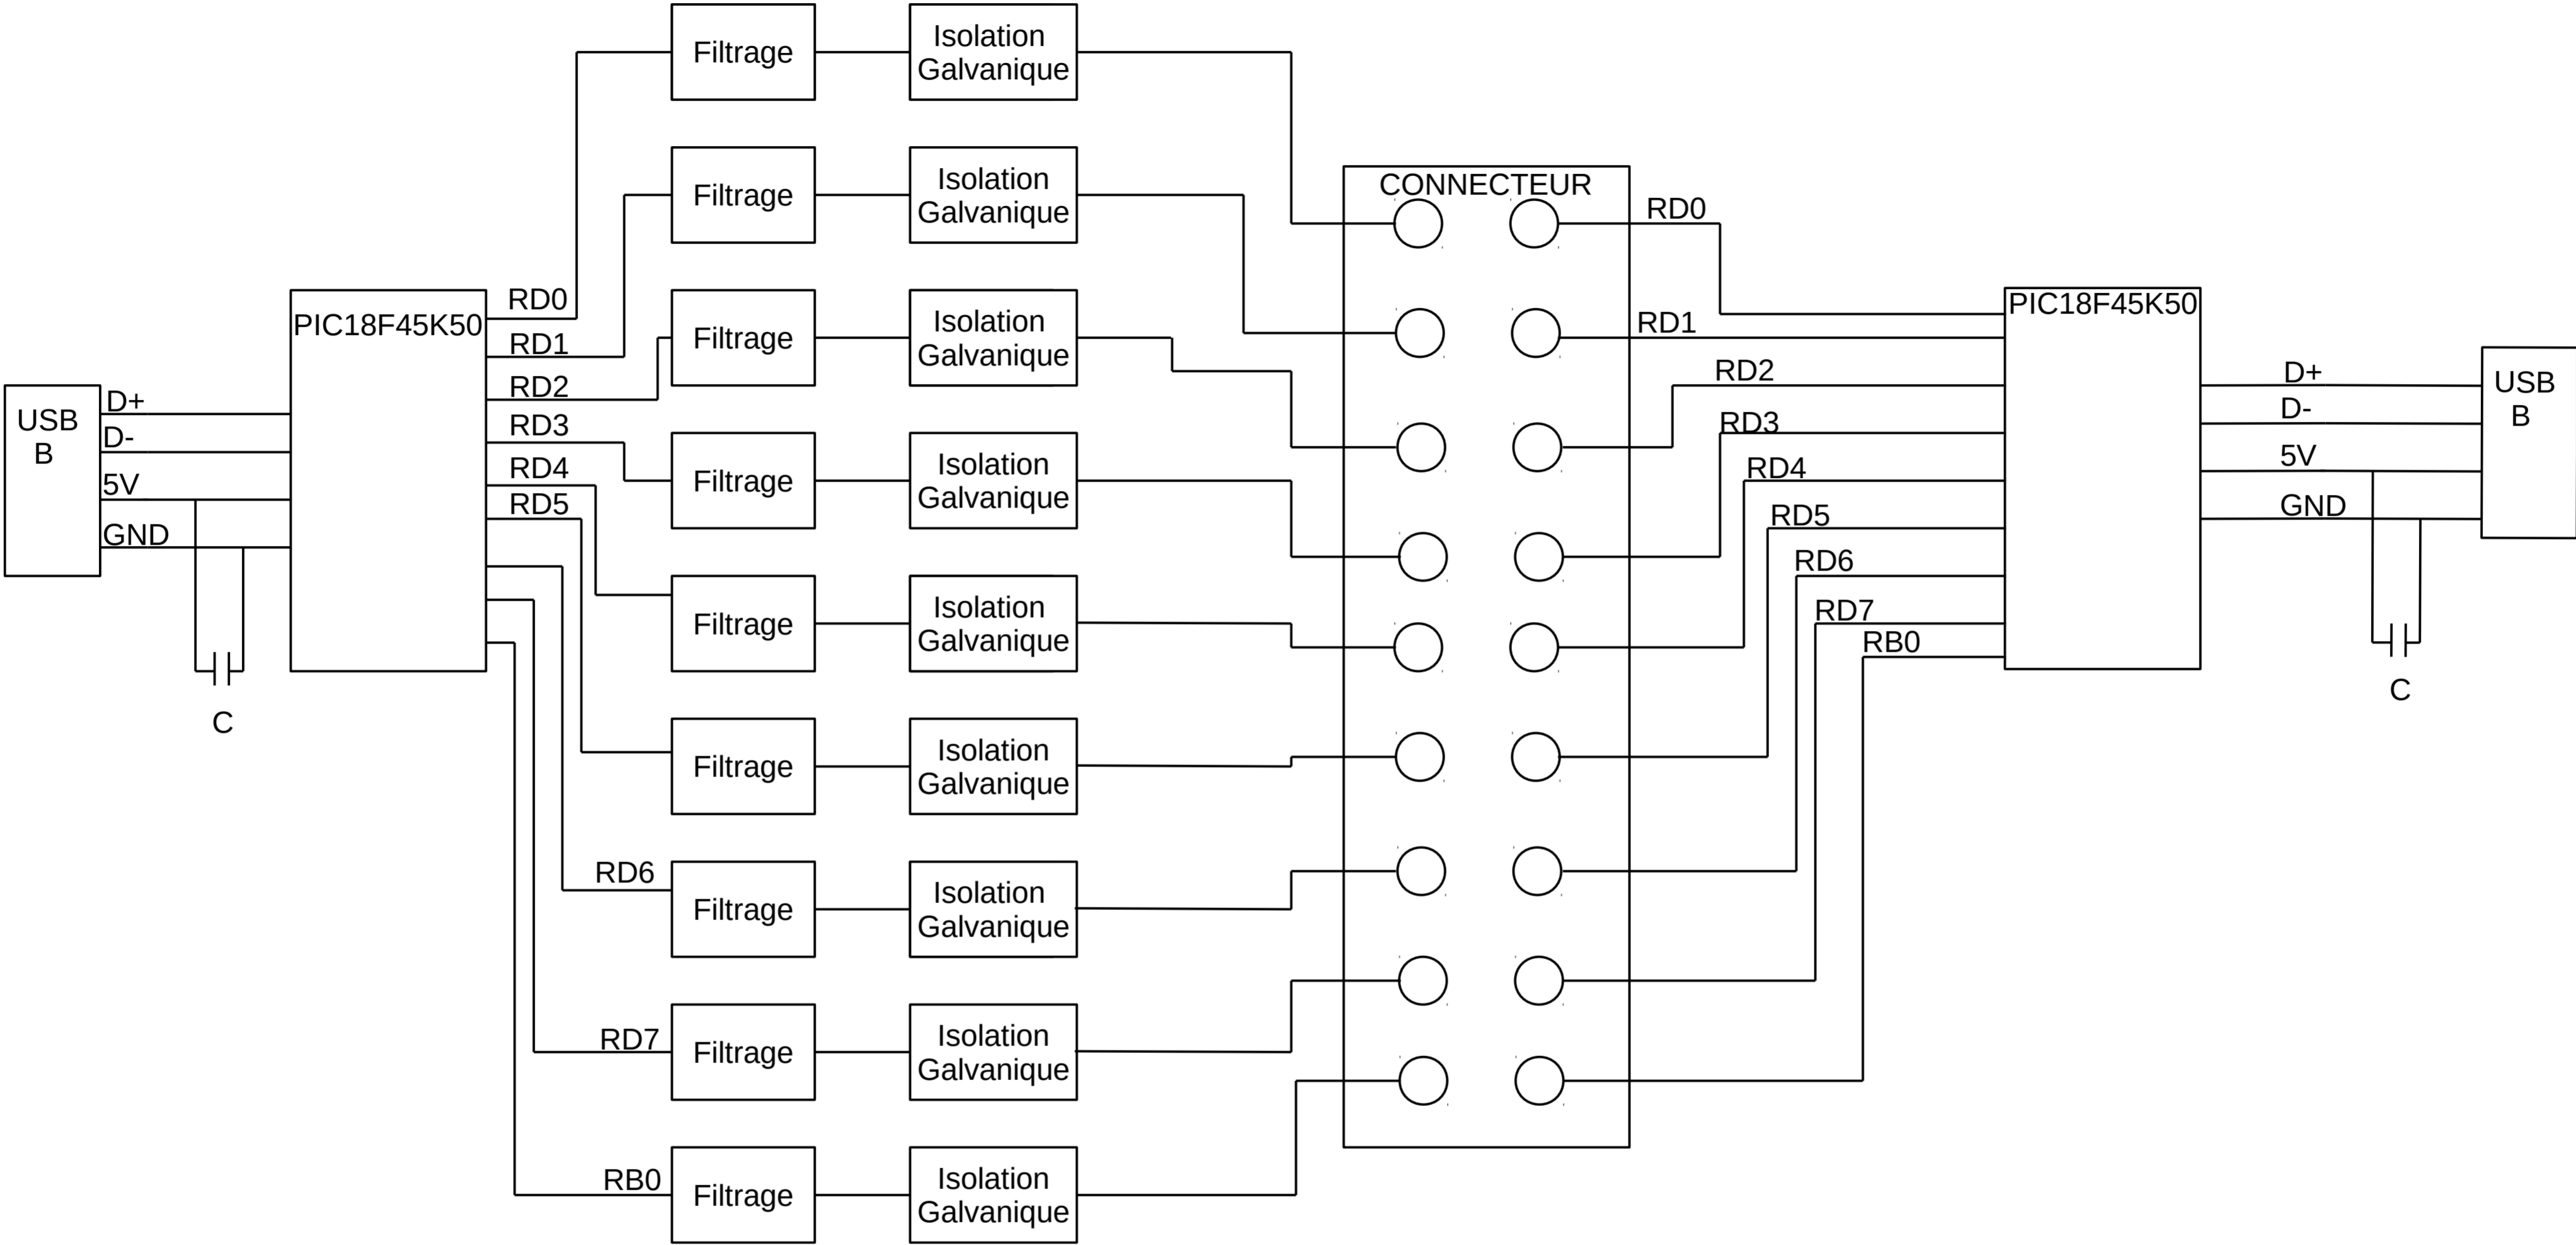 Filtrage
Isolation
Galvanique
Filtrage
Isolation
Galvanique
CONNECTEUR
RD0
RD0
PIC18F45K50
Filtrage
Isolation
Galvanique
PIC18F45K50
RD1
RD1
RD2
RD2
D+
USB
B
D+
USB
B
D-
D-
RD3
RD3
5V
5V
RD4
RD4
GND
GND
RD5
RD5
Filtrage
Isolation
Galvanique
RD6
RD7
RB0
Filtrage
Isolation
Galvanique
C
C
Filtrage
Isolation
Galvanique
RD6
Filtrage
Isolation
Galvanique
RD7
Filtrage
Isolation
Galvanique
RB0
Filtrage
Isolation
Galvanique